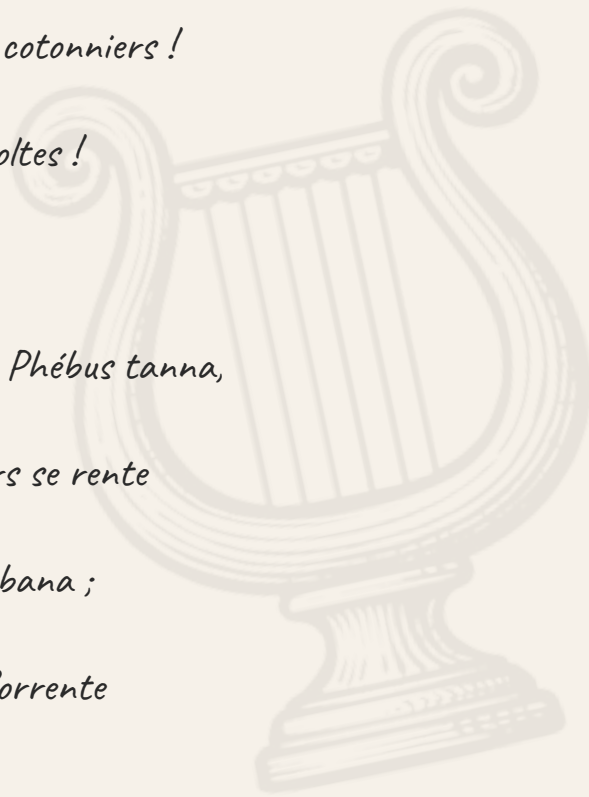 cotonniers !
oltes !
Phébus tanna,
rs se rente
bana ;
orrente